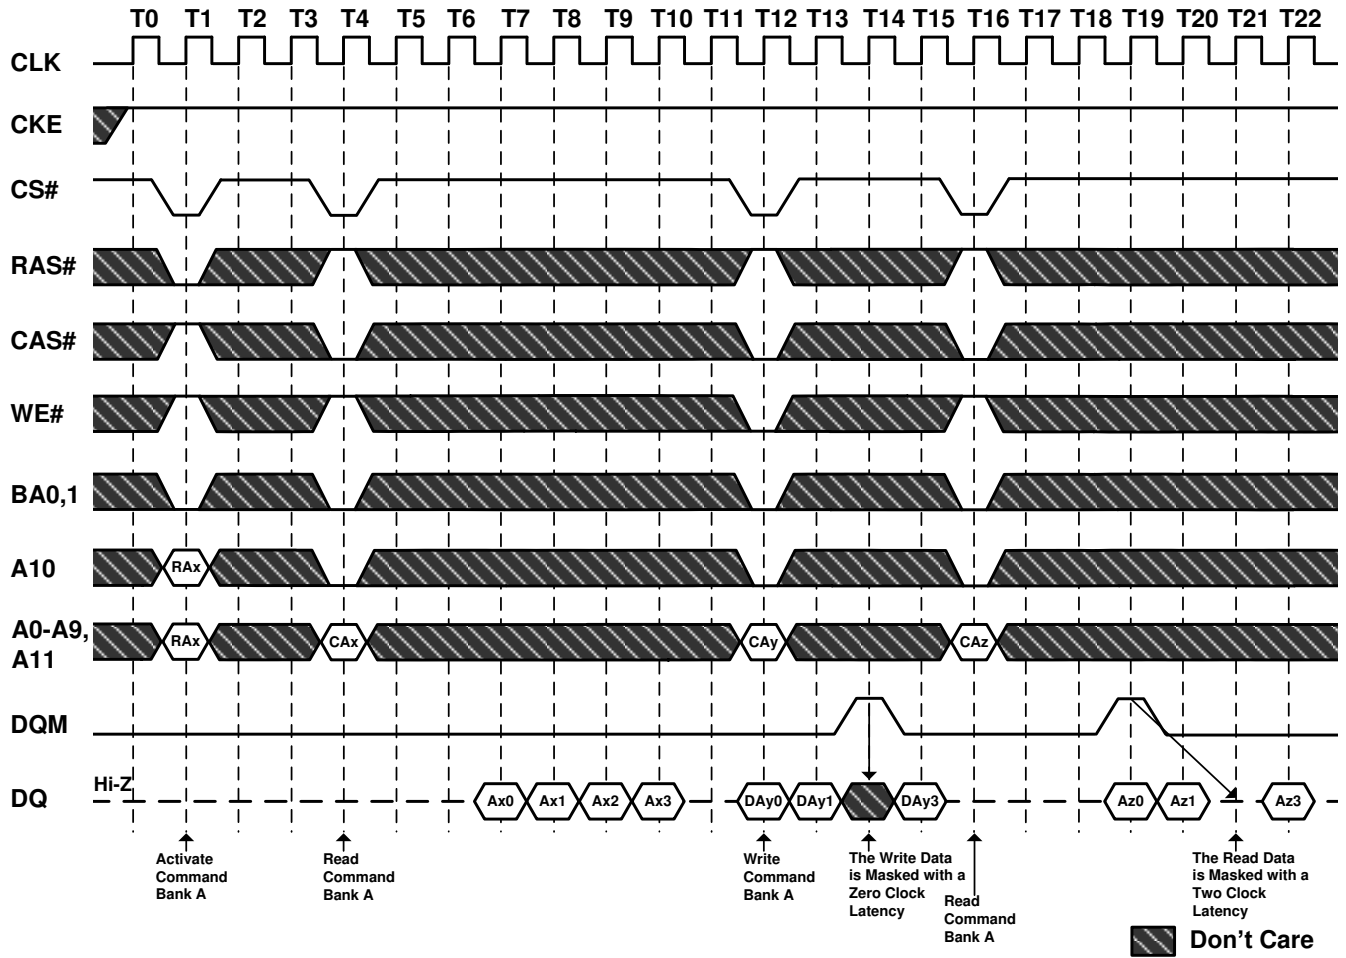 T0 T1 T2 T3 T4 T5 T6 T7 T8 T9 T10 T11 T12 T13 T14 T15 T16 T17 T18 T19 T20 T21 T22
CLK
CKE
CS#
RAS#
CAS#
WE#
BA0,1
A10 RAx
A0-A9,
A11
RAx CAx CAy CAz
DQM
Hi-Z
DQ Ax0 Ax1 Ax2 Ax3 DAy0 DAy1 DAy3 Az0 Az1 Az3
Activate
Command
Bank A
Read
Command
Bank A
Write
Command
Bank A
The Write Data
is Masked with a
Zero Clock
Latency
Read
Command
Bank A
The Read Data
is Masked with a
Two Clock
Latency
Don't Care